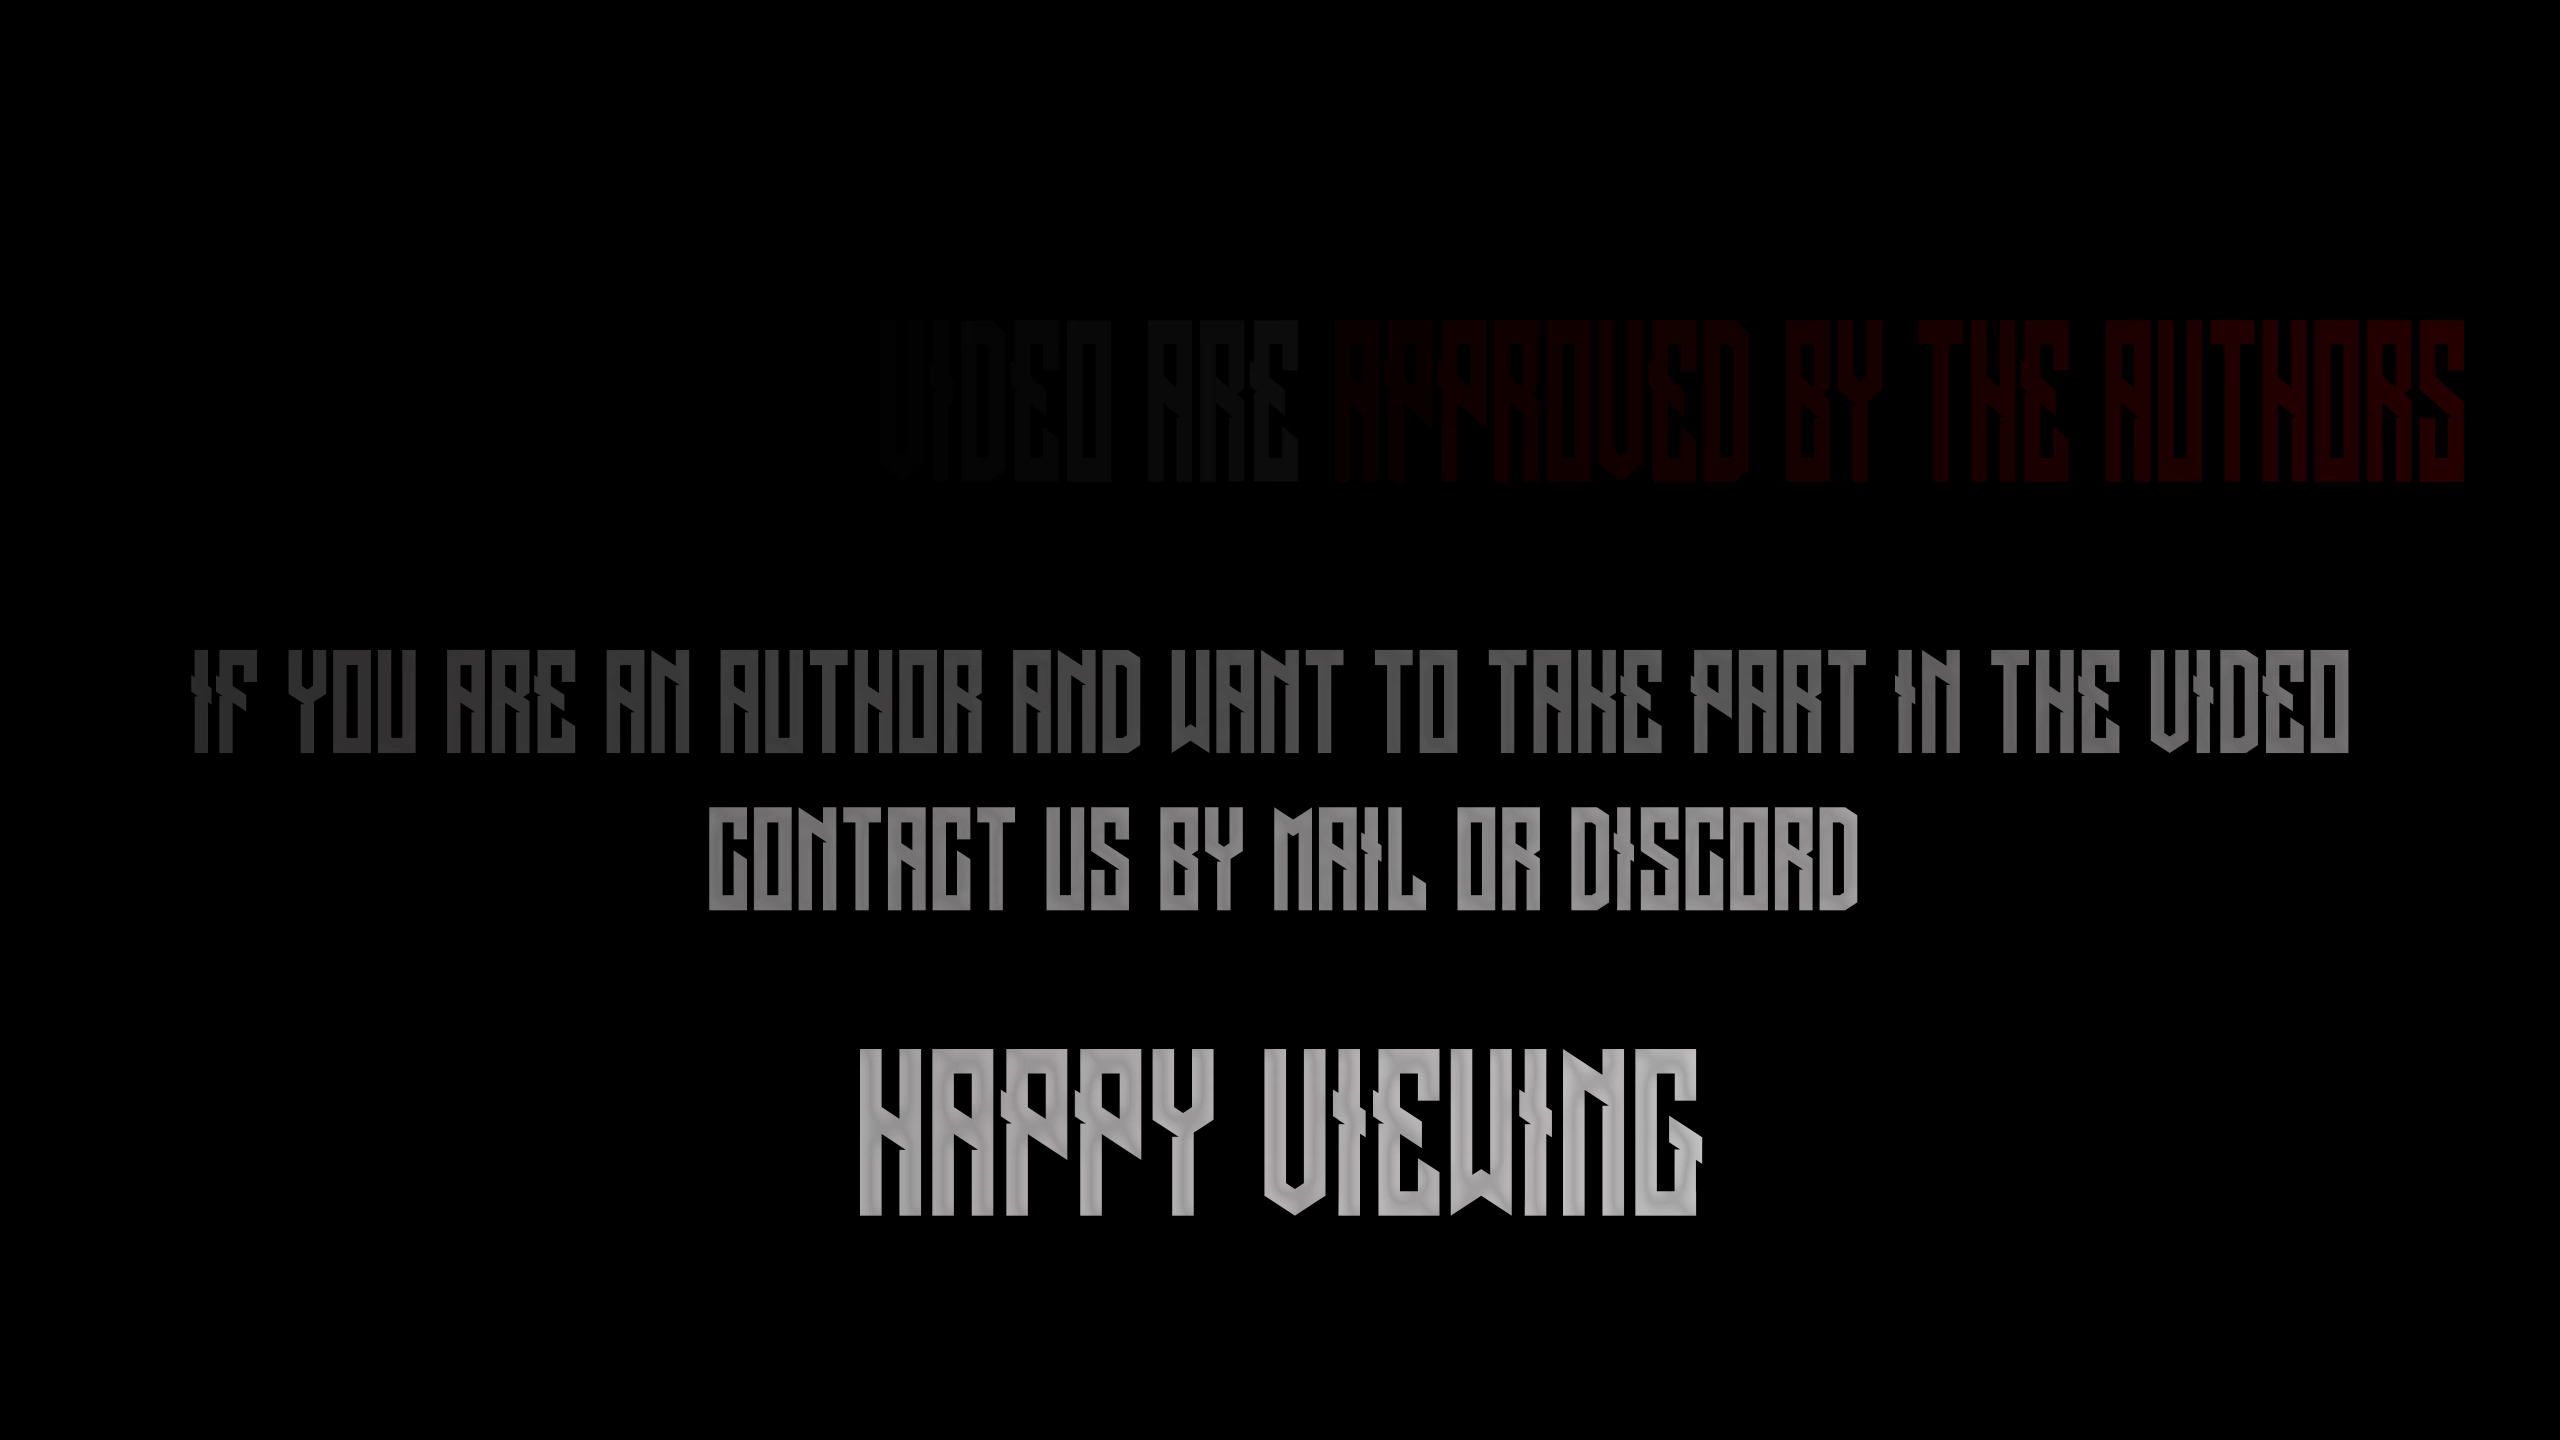 VIDEO ARE APPROVED BY THE AUTHORS
IF YOU ARE AN AUTHOR AND WANT TO TAKE PART IN THE VIDEO
CONTACT US BY MAIL OR DISCORD
HAPPY VIEWING